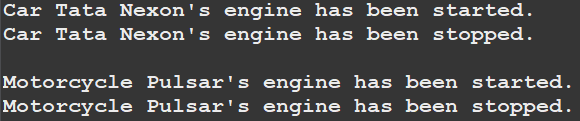 Car Tata Nexon's engine has been started.
Car Tata Nexon's engine has been stopped.
Motorcycle Pulsar's engine has been started.
Motorcycle Pulsar's engine has been stopped.